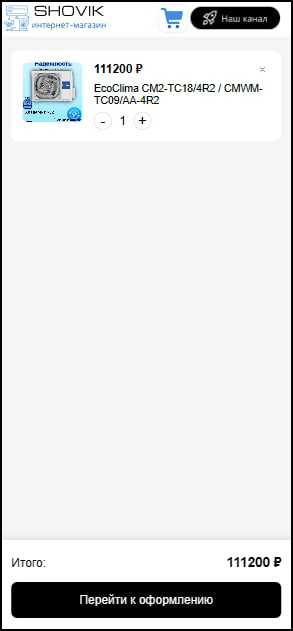 SHOVIK
интернет-магазин
Наш канал
Надежность
111200 ₽
×
EcoClima CM2-TC18/4R2 / CMWM-
TC09/AA-4R2
- 1 +
Итого:
111200 ₽
Перейти к оформлению